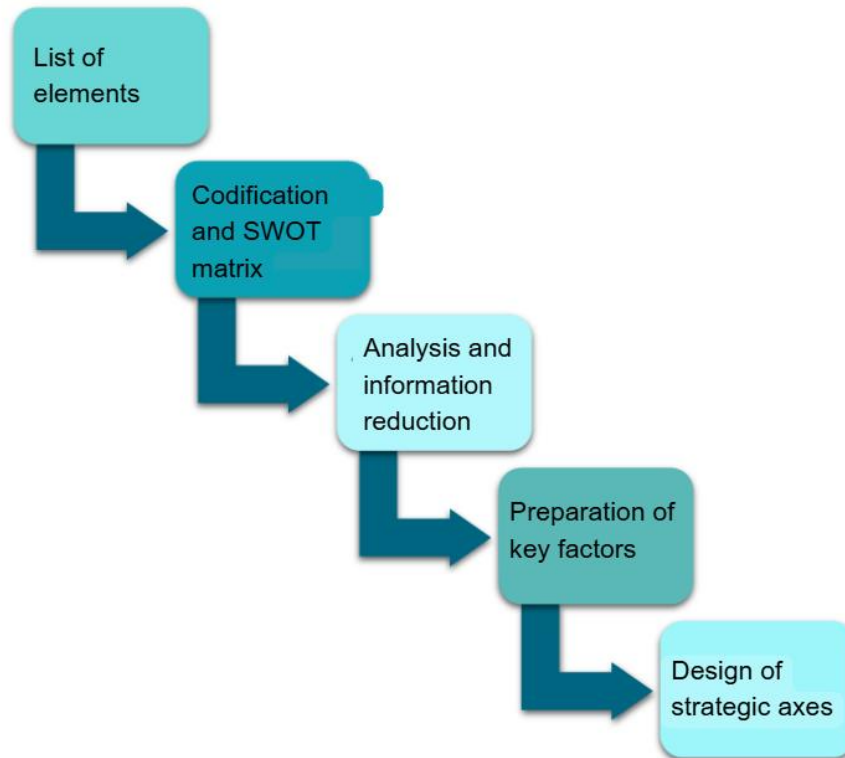 List of
elements
Codification
and SWOT
matrix
Analysis and
information
reduction
Preparation of
key factors
Design of
strategic axes